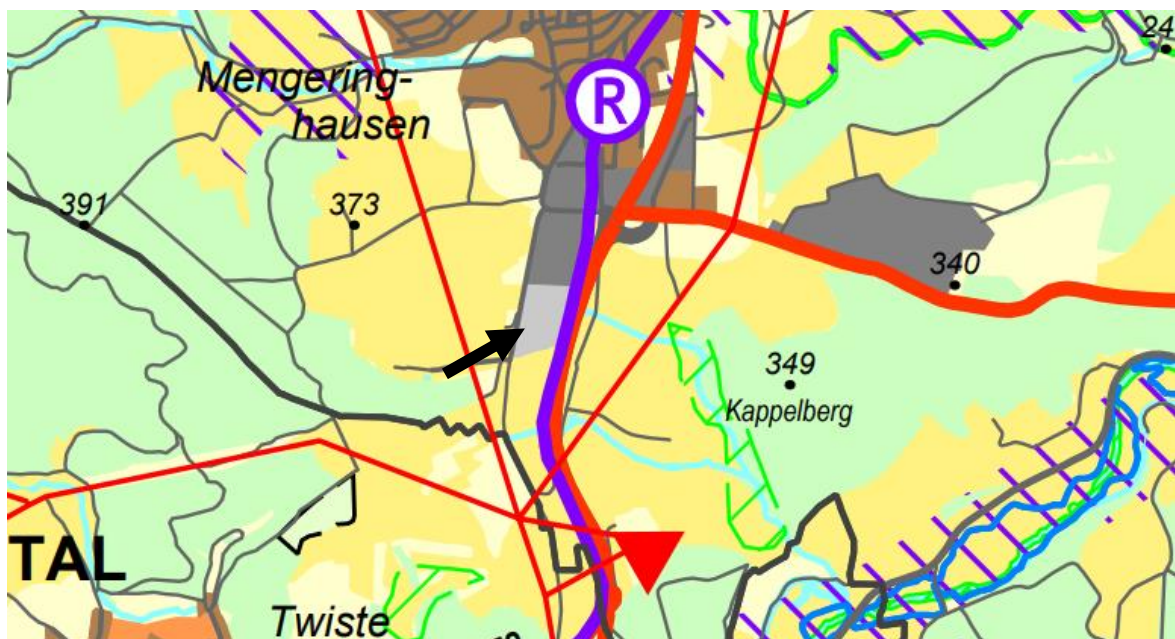 24
Mengering-
hausen
R
391
373
340
349
Kappelberg
TAL
Twiste